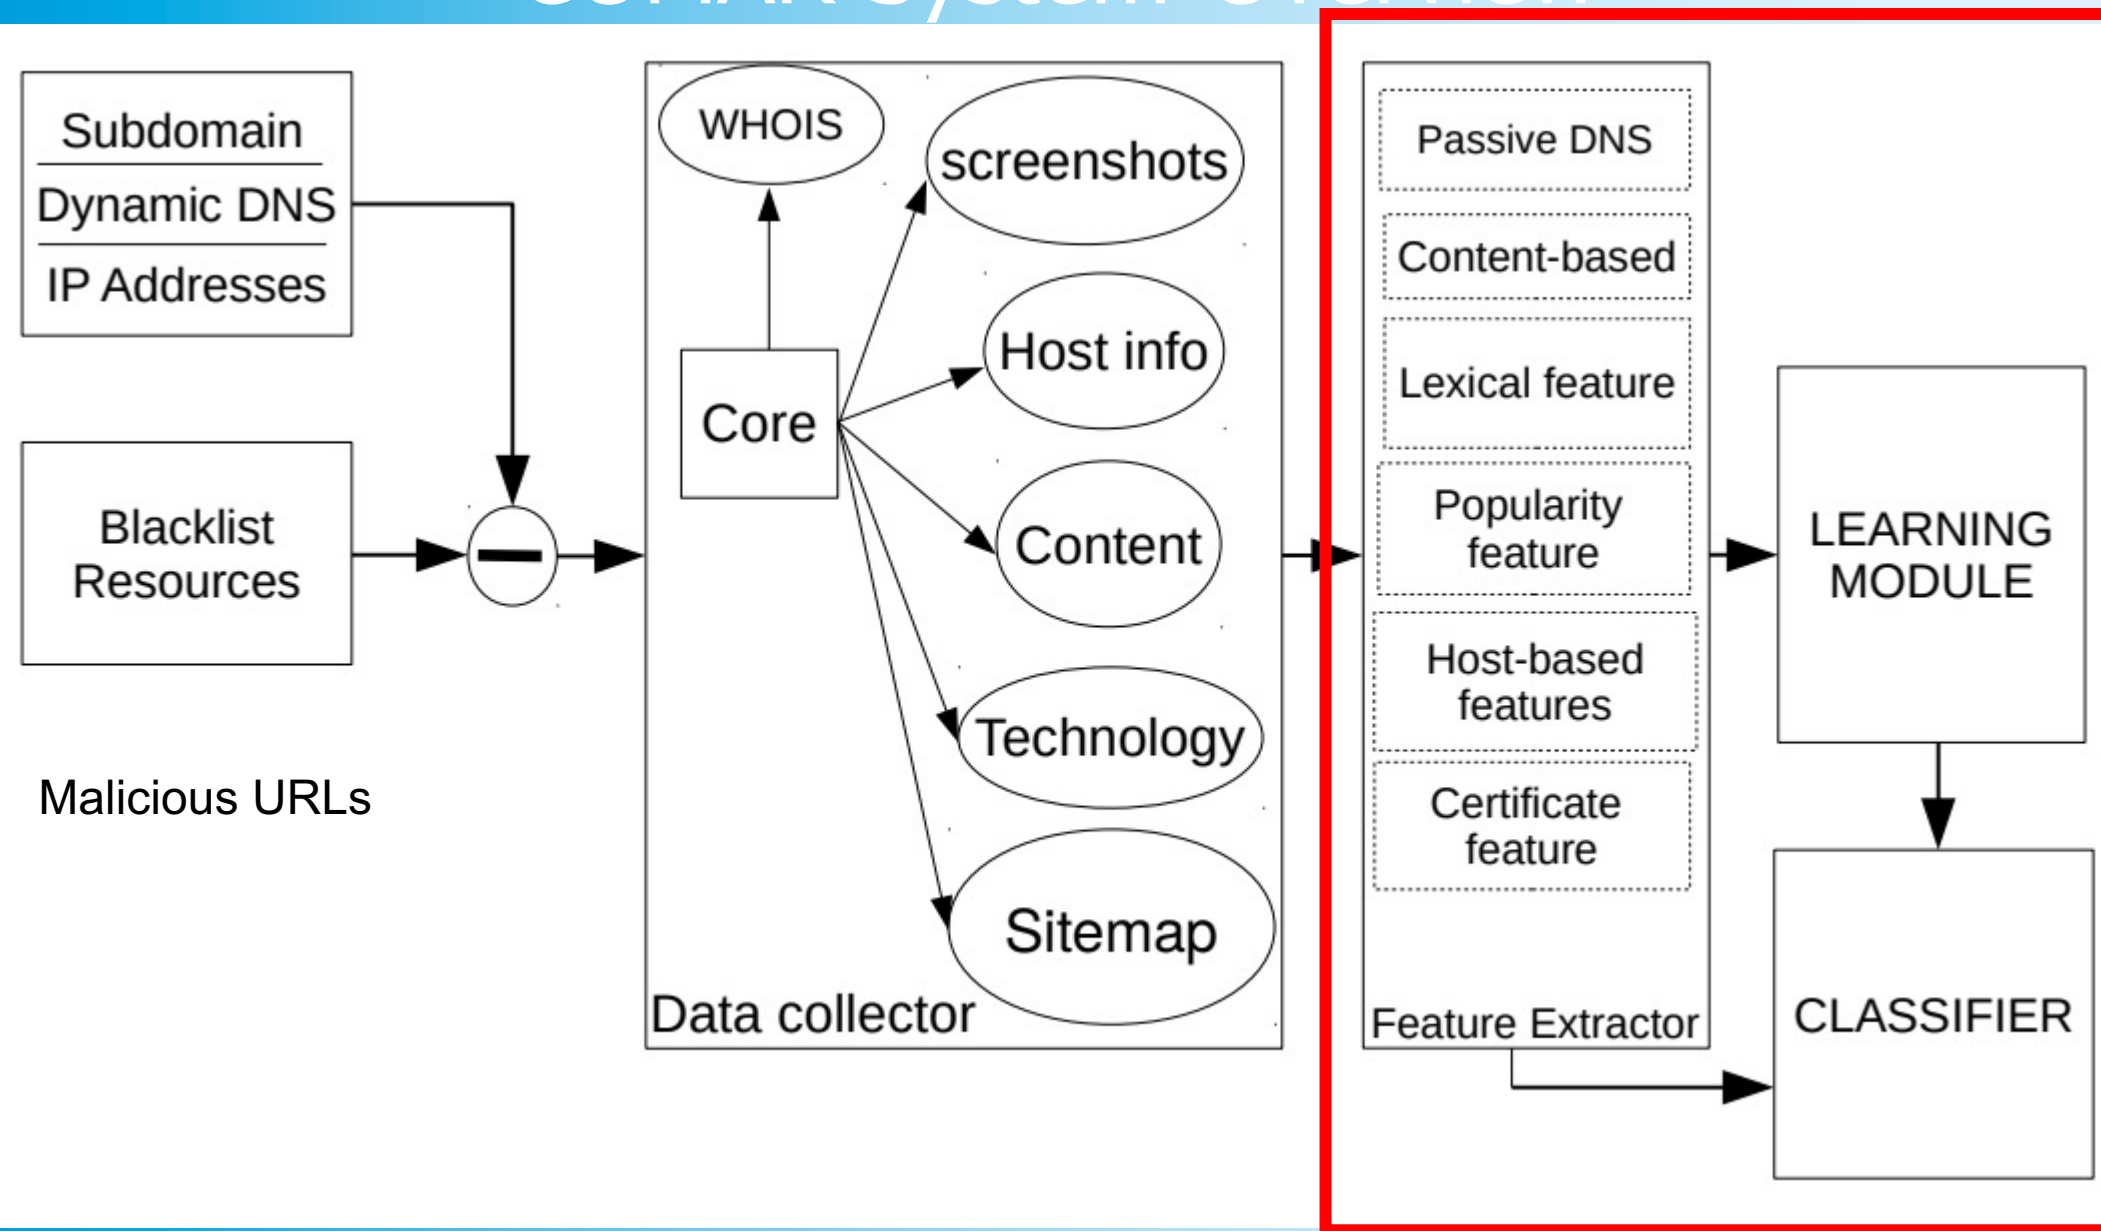 Subdomain
Dynamic DNS
IP Addresses
Blacklist
Resources
Malicious URLs
WHOIS
screenshots
Host info
Core
Content
Technology
Sitemap
Data collector
Passive DNS
Content-based
Lexical feature
Popularity
feature
Host-based
features
Certificate
feature
Feature Extractor
LEARNING
MODULE
CLASSIFIER